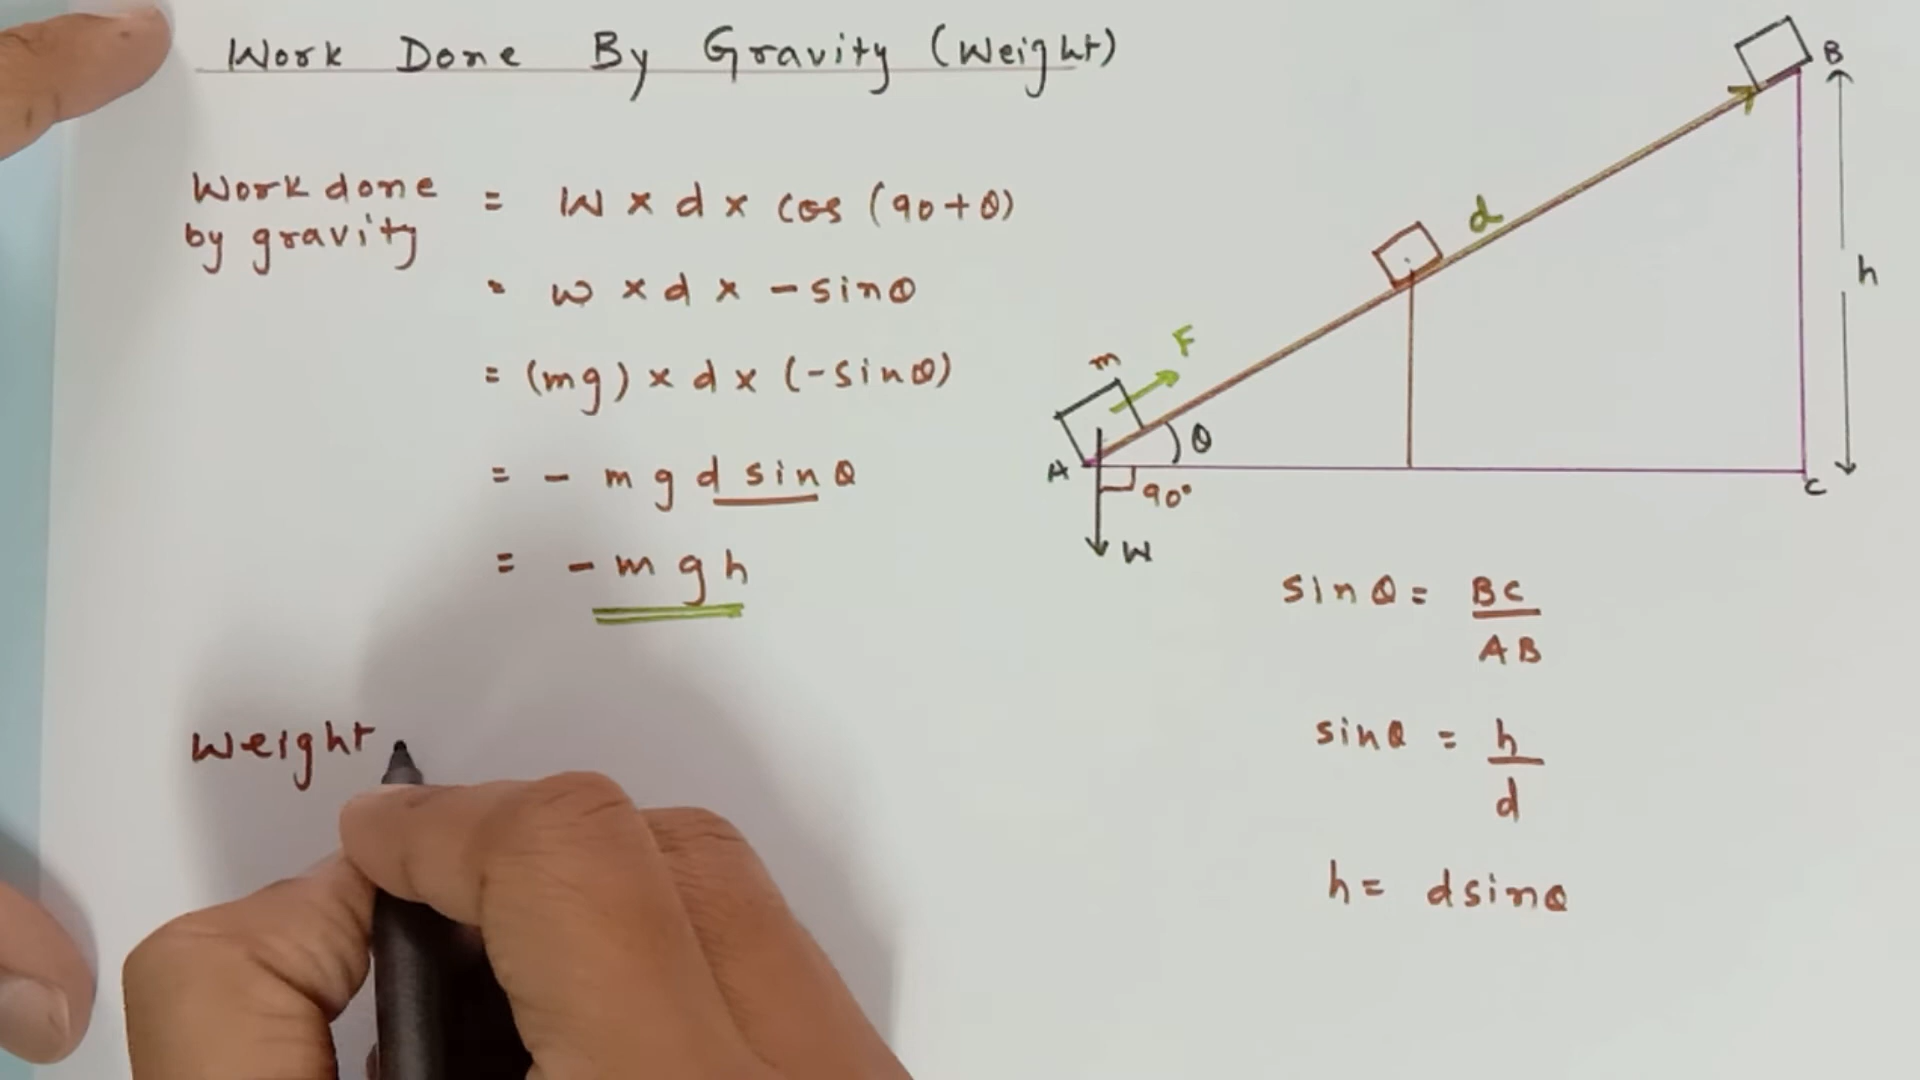 Work Done By Gravity (Weight)
Work done by gravity = W × d × cos (90+θ)
= w × d × - sinθ
= (mg) × d × (-sinθ)
= - m g d sinθ
= - m g h
Weight
B
d
h
F
m
θ
A
90°
C
W
sinθ = BC
AB
sinθ = h
d
h = d sinθ